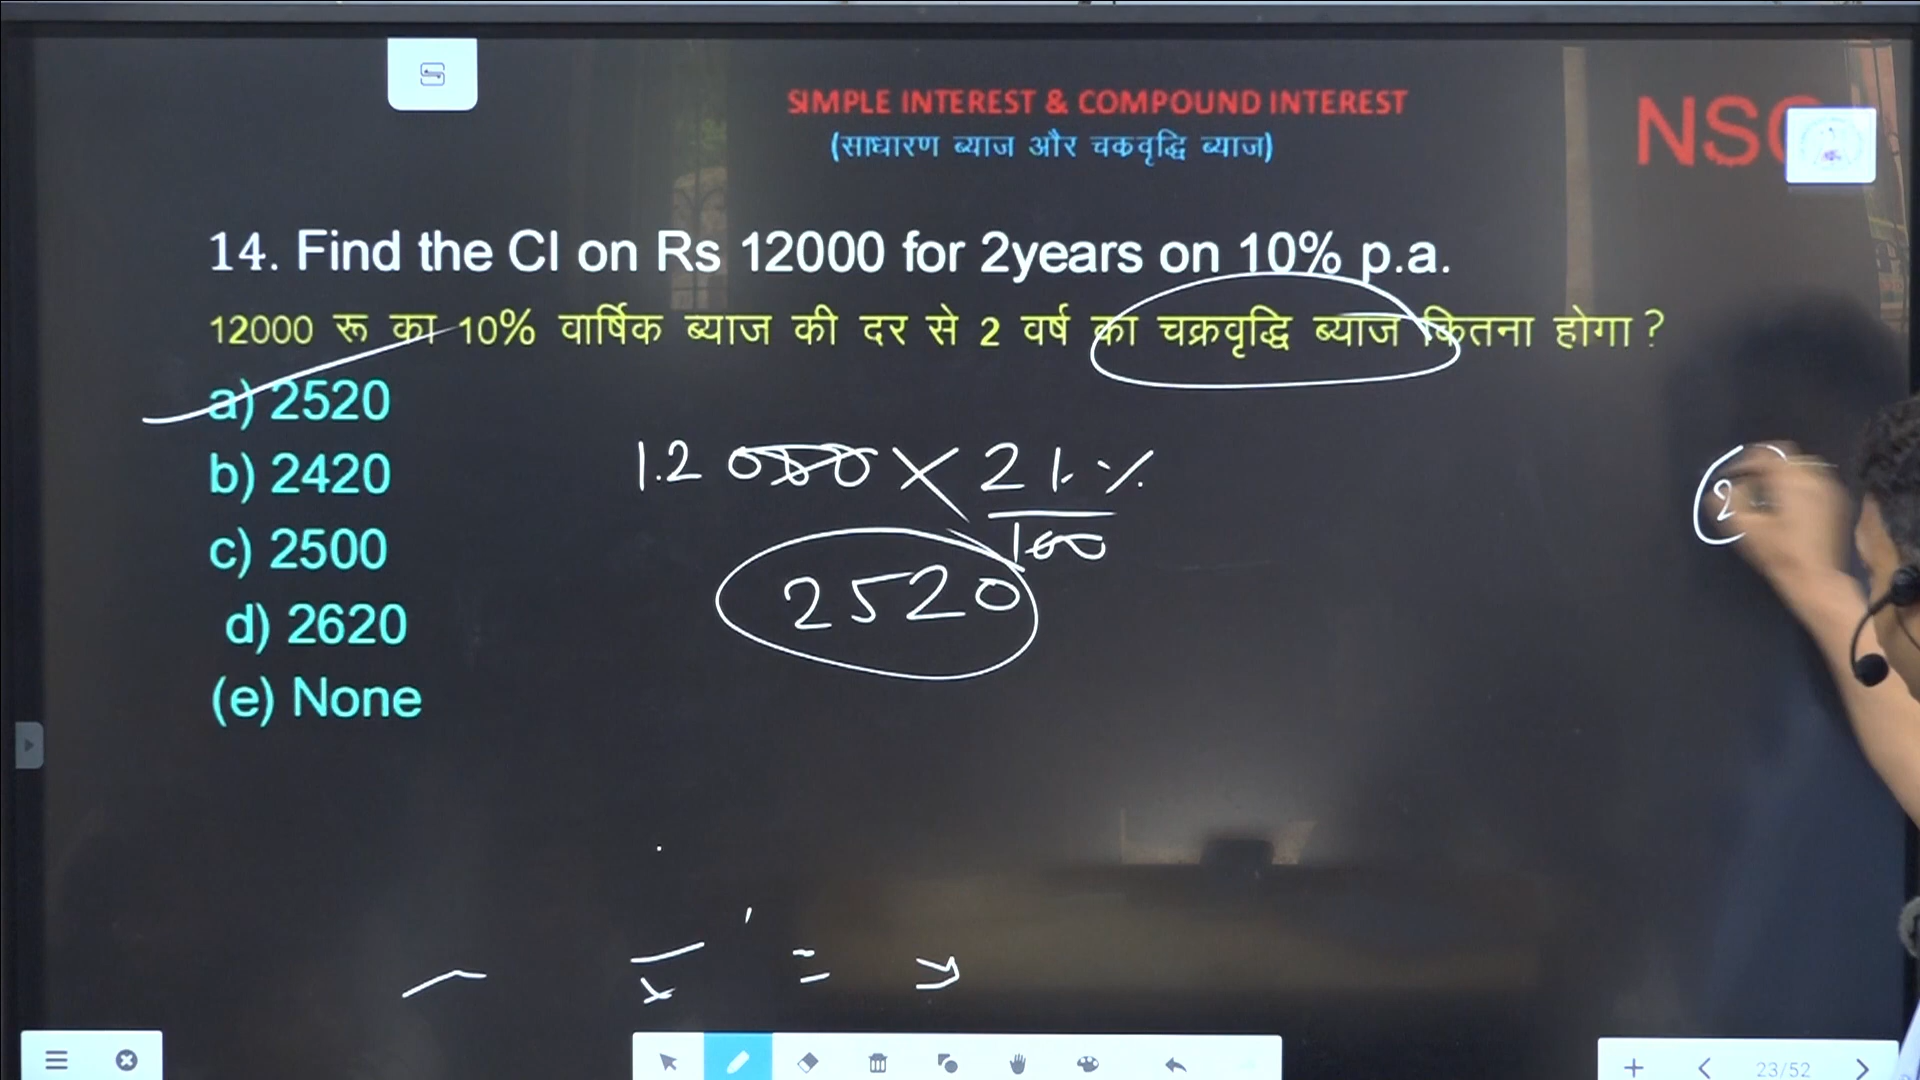 SIMPLE INTEREST & COMPOUND INTEREST
(साधारण ब्याज और चक्रवृद्धि ब्याज)
14. Find the CI on Rs 12000 for 2years on 10% p.a.
12000 रू का 10% वार्षिक ब्याज की दर से 2 वर्ष का चक्रवृद्धि ब्याज कितना होगा ?
a) 2520
b) 2420
c) 2500
d) 2620
(e) None
12000 × 21 %
100
2520
2
23/52